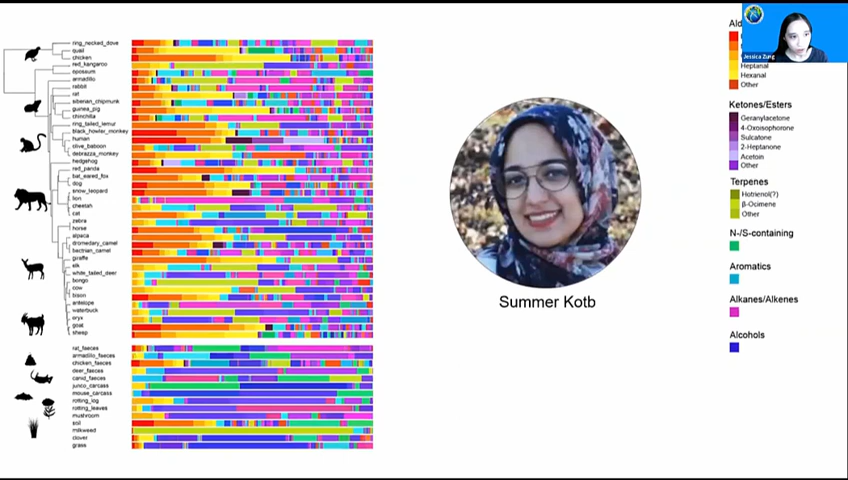 ring_necked_dove
quail
chicken
red_kangaroo
opossum
armadillo
rabbit
rat
siberian_chipmunk
guinea_pig
chinchilla
ring_tailed_lemur
black_howler_monkey
human
olive_baboon
debrazza_monkey
hedgehog
red_panda
bat_eared_fox
dog
snow_leopard
lion
cheetah
cat
zebra
horse
alpaca
dromedary_camel
bactrian_camel
giraffe
elk
white_tailed_deer
bongo
cow
bison
antelope
waterbuck
oryx
goat
sheep
rat_faeces
armadillo_faeces
chicken_faeces
deer_faeces
canid_faeces
junco_carcass
mouse_carcass
rotting_log
rotting_leaves
mushroom
soil
milkweed
clover
grass
Summer Kotb
Jessica Zung
Heptanal
Hexanal
Other
Ketones/Esters
Geranylacetone
4-Oxoisophorone
Sulcatone
2-Heptanone
Acetoin
Other
Terpenes
Hotrienol(?)
β-Ocimene
Other
N-/S-containing
Aromatics
Alkanes/Alkenes
Alcohols